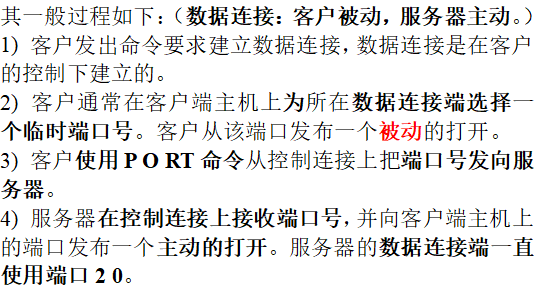 其一般过程如下：（数据连接：客户被动，服务器主动。）
1) 客户发出命令要求建立数据连接，数据连接是在客户
的控制下建立的。
2) 客户通常在客户端主机上为所在数据连接端选择一
个临时端口号。客户从该端口发布一个被动的打开。
3) 客户使用P O RT 命令从控制连接上把端口号发向服
务器。
4) 服务器在控制连接上接收端口号，并向客户端主机上
的端口发布一个主动的打开。服务器的数据连接端一直
使用端口2 0。